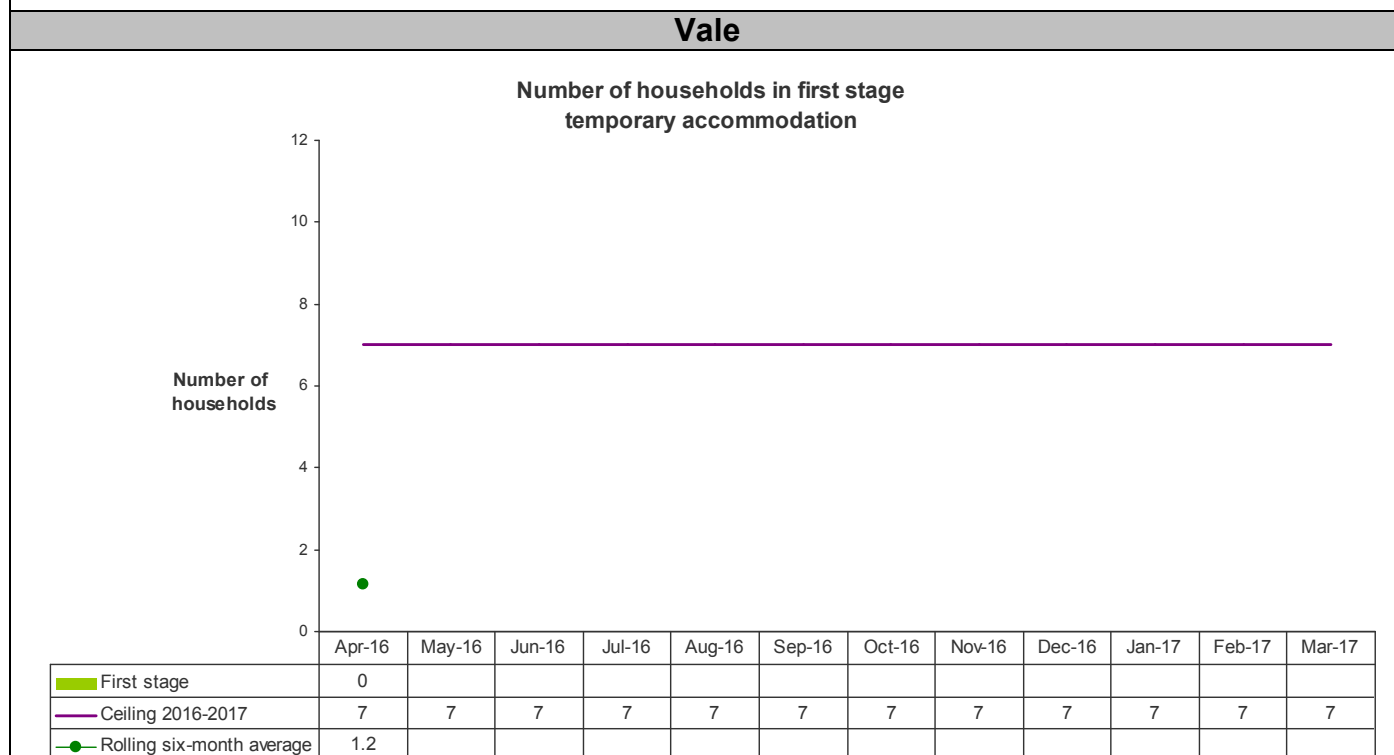 Vale
Number of households in first stage
temporary accommodation
12
10
8
6
4
2
0
Number of
households
Apr-16 May-16 Jun-16 Jul-16 Aug-16 Sep-16 Oct-16 Nov-16 Dec-16 Jan-17 Feb-17 Mar-17
First stage 0
Ceiling 2016-2017 7 7 7 7 7 7 7 7 7 7 7 7
Rolling six-month average 1.2